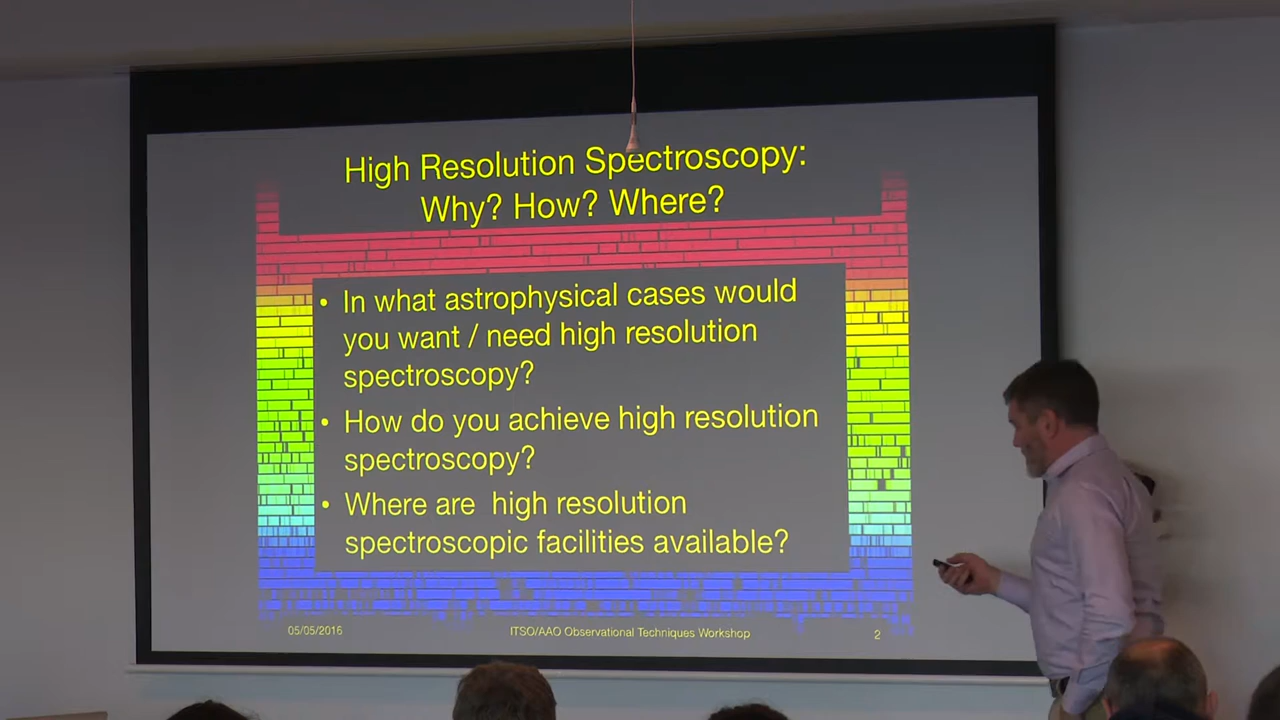 High Resolution Spectroscopy:
Why? How? Where?
• In what astrophysical cases would
you want / need high resolution
spectroscopy?
• How do you achieve high resolution
spectroscopy?
• Where are high resolution
spectroscopic facilities available?
05/05/2016 ITSO/AAO Observational Techniques Workshop 2